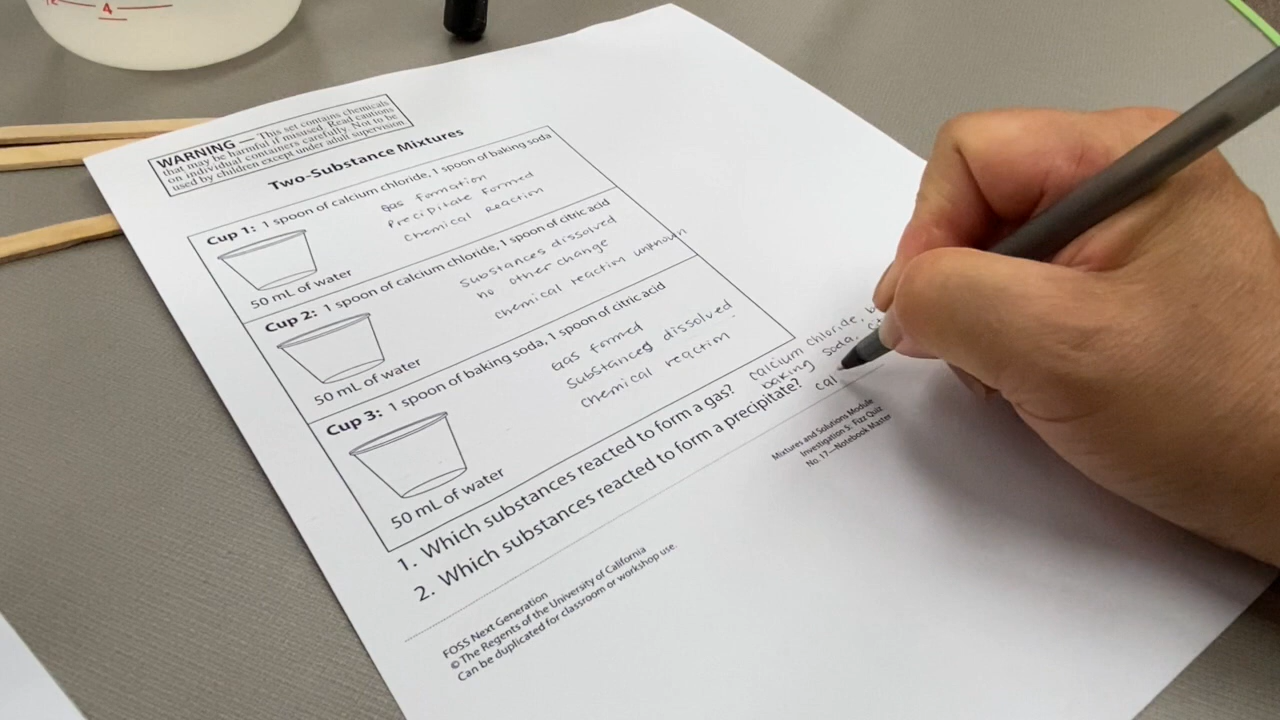 4
WARNING — This set contains chemicals
that may be harmful if misused. Read cautions
on individual containers carefully. Not to be
used by children except under adult supervision
Two-Substance Mixtures
Cup 1: 1 spoon of calcium chloride, 1 spoon of baking soda
gas formation
Precipitate formed
chemical reaction
50 mL of water
Cup 2: 1 spoon of calcium chloride, 1 spoon of citric acid
Substances dissolved
no other change
chemical reaction unknown
50 mL of water
Cup 3: 1 spoon of baking soda, 1 spoon of citric acid
Gas formed
Substances dissolved.
chemical reaction
50 mL of water
1. Which substances reacted to form a gas? calcium chloride,
baking soda,
2. Which substances reacted to form a precipitate? cal
Mixtures and Solutions Module
Investigation 5: Fizz Quiz
No. 17—Notebook Master
FOSS Next Generation
© The Regents of the University of California
Can be duplicated for classroom or workshop use.